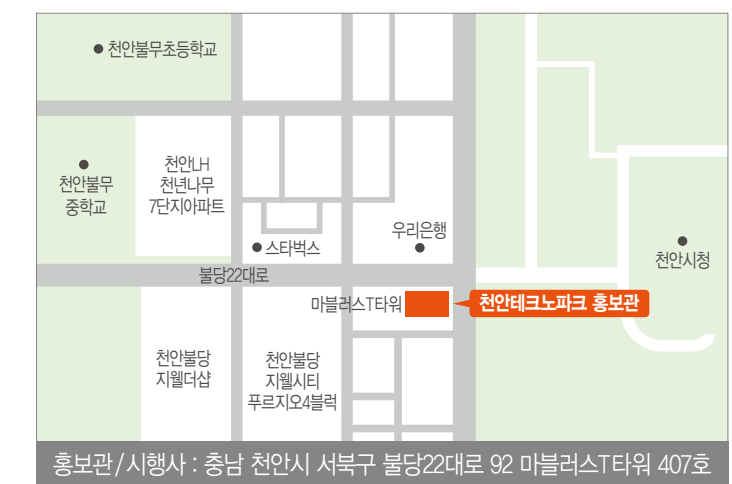 천안불무초등학교
천안불무
중학교
천안LH
천년나무
7단지아파트
스타벅스
우리은행
천안시청
불당22대로
마블러스T타워
천안테크노파크 홍보관
천안불당
지웰더샵
천안불당
지웰시티
푸르지오4블럭
홍보관/시행사 : 충남 천안시 서북구 불당22대로 92 마블러스T타워 407호